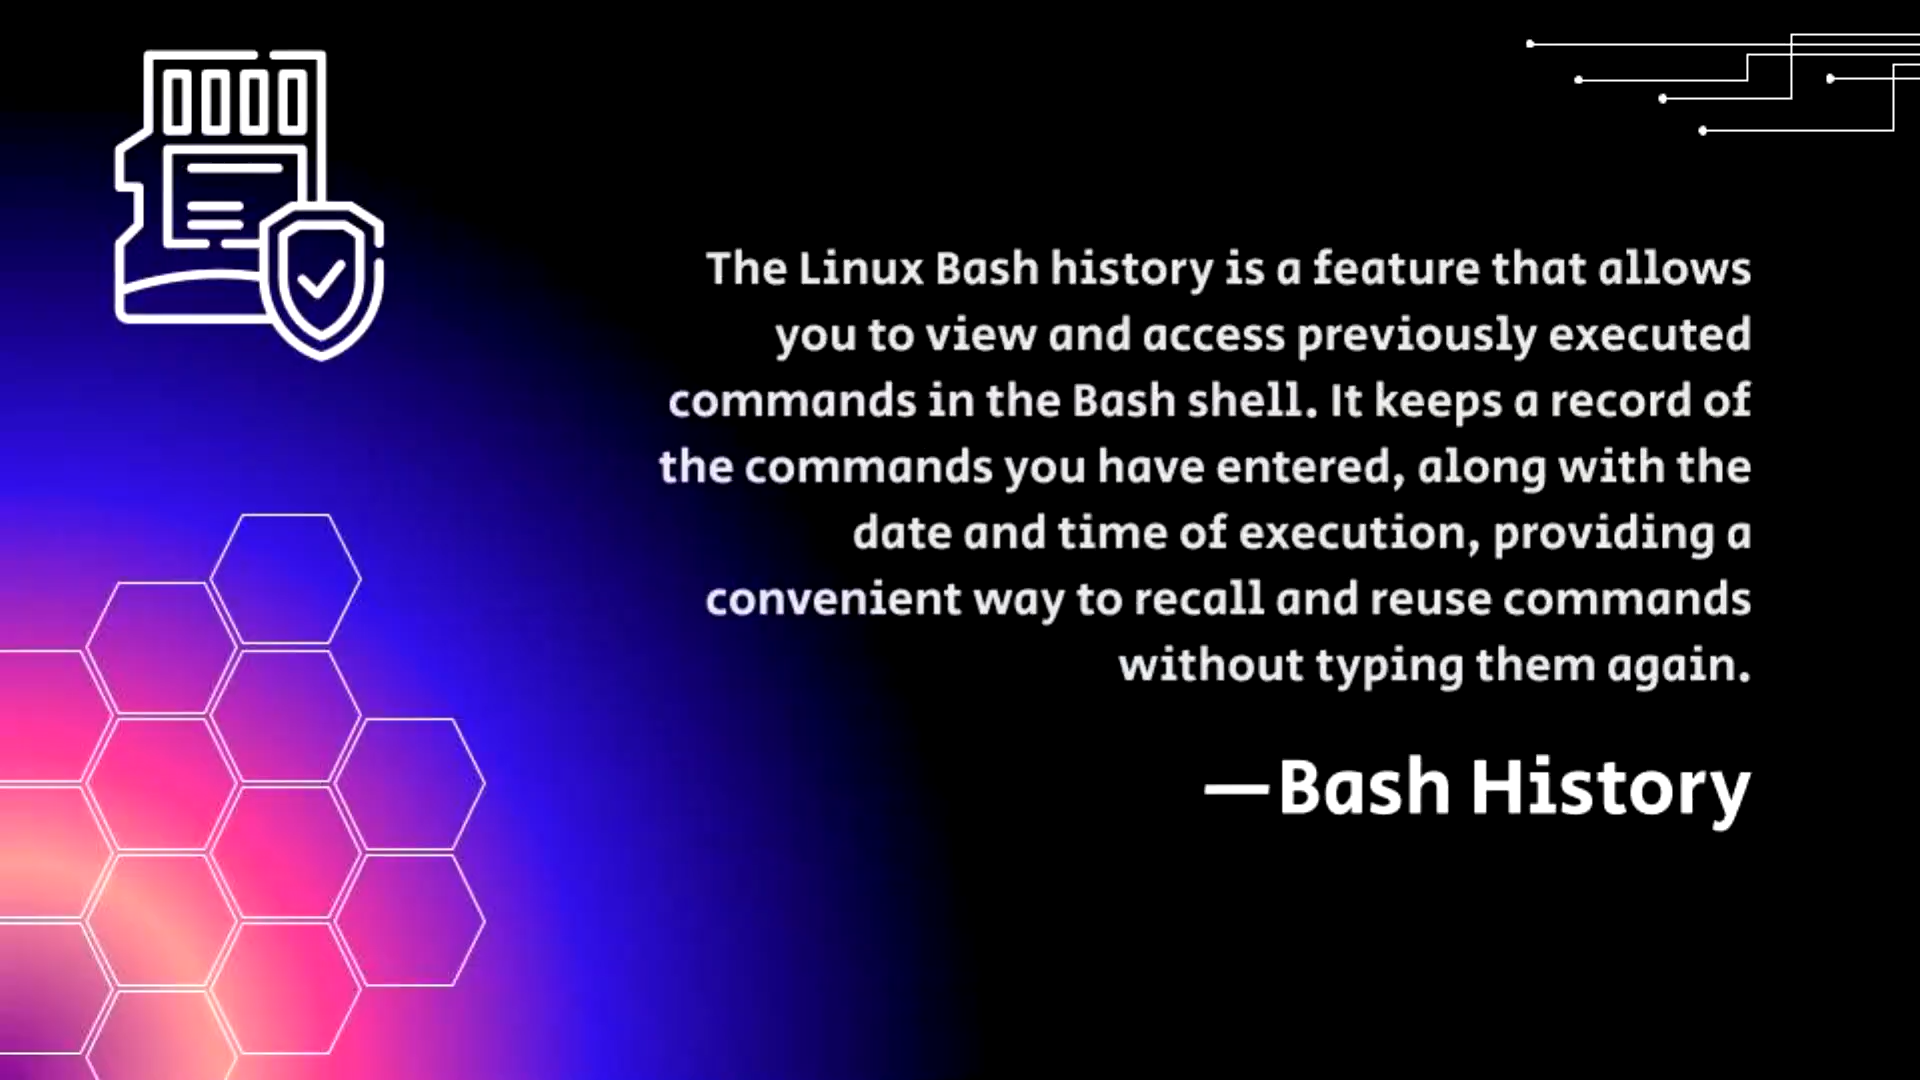 The Linux Bash history is a feature that allows
you to view and access previously executed
commands in the Bash shell. It keeps a record of
the commands you have entered, along with the
date and time of execution, providing a
convenient way to recall and reuse commands
without typing them again.
—Bash History